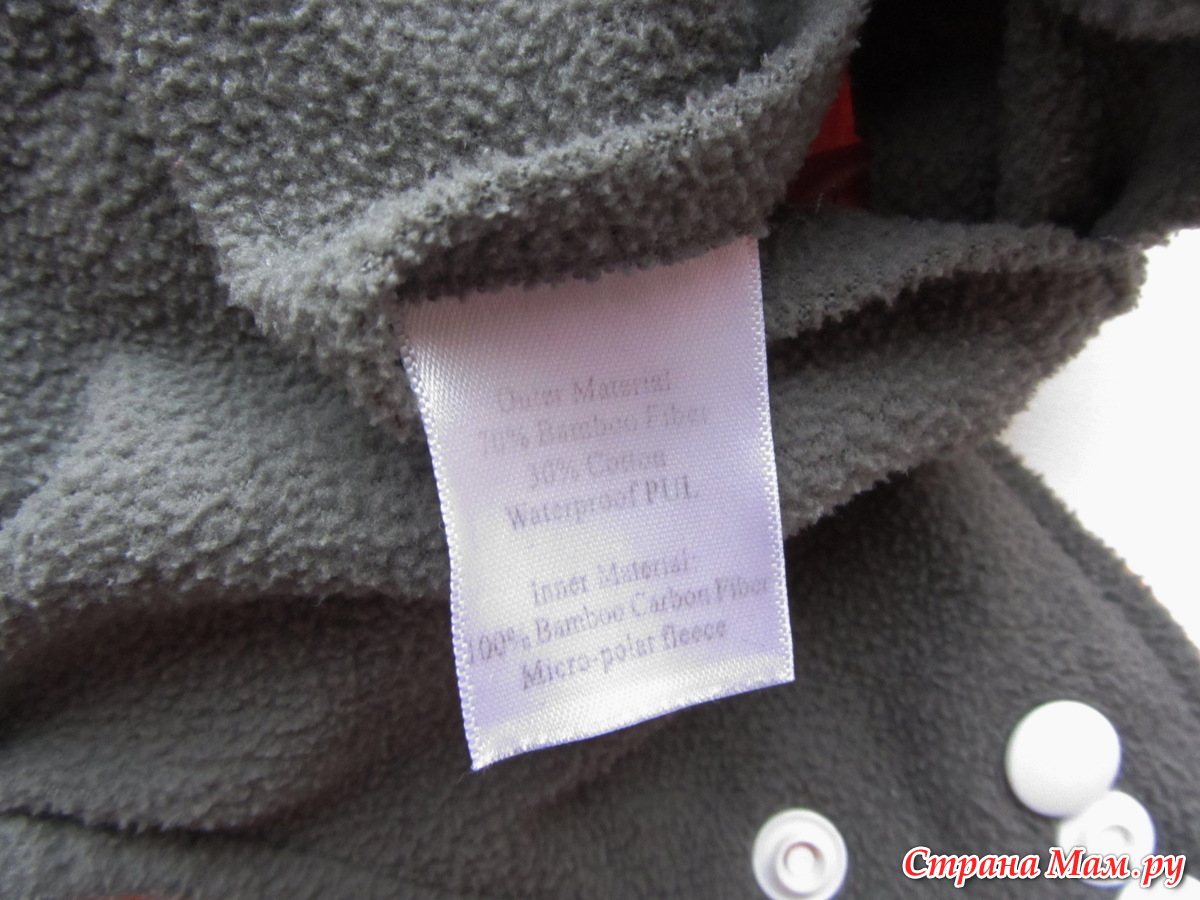 Outer Material
70% Bamboo Fiber
30% Cotton
Waterproof PUL
Inner Material:
100% Bamboo Carbon Fiber
Micro-polar fleece
Страна Мам.ру